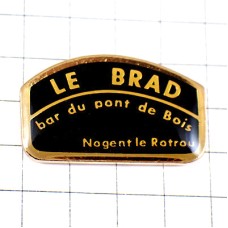 LE BRAD
bar du pont de Bois
Nogent le Rotrou